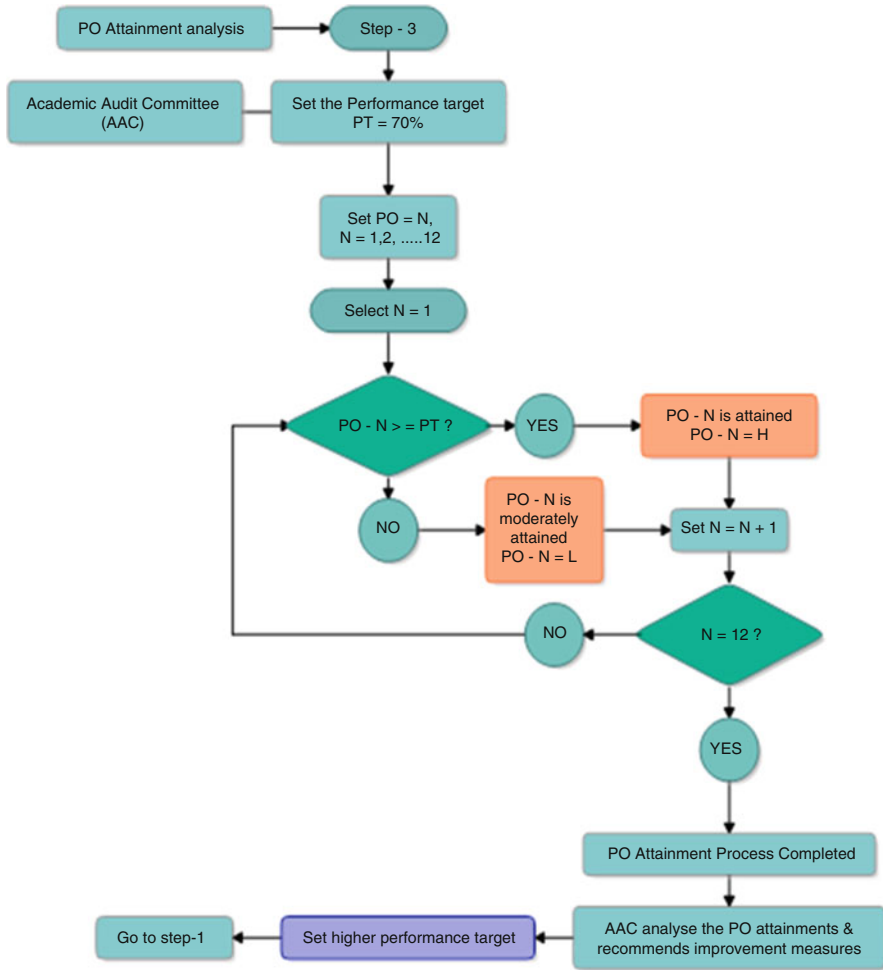 PO Attainment analysis
Step - 3
Academic Audit Committee
(AAC)
Set the Performance target
PT = 70%
Set PO = N,
N = 1,2, .....12
Select N = 1
PO - N > = PT ?
YES
PO - N is attained
PO - N = H
NO
PO - N is
moderately
attained
PO - N = L
Set N = N + 1
N = 12 ?
NO
YES
PO Attainment Process Completed
AAC analyse the PO attainments &
recommends improvement measures
Set higher performance target
Go to step-1